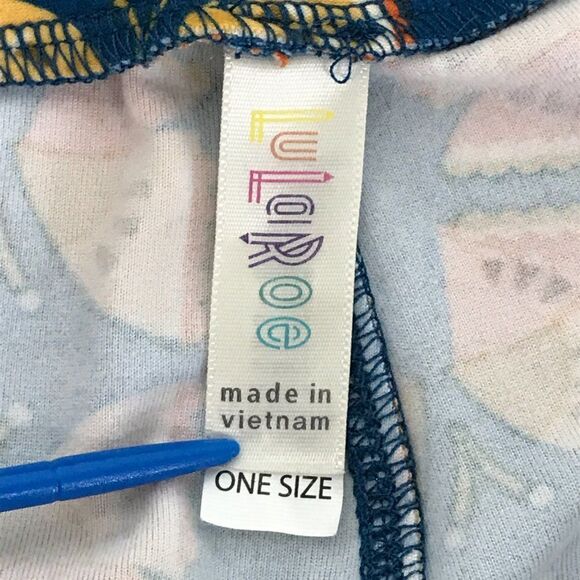 LuLaRoe
made in
vietnam
ONE SIZE